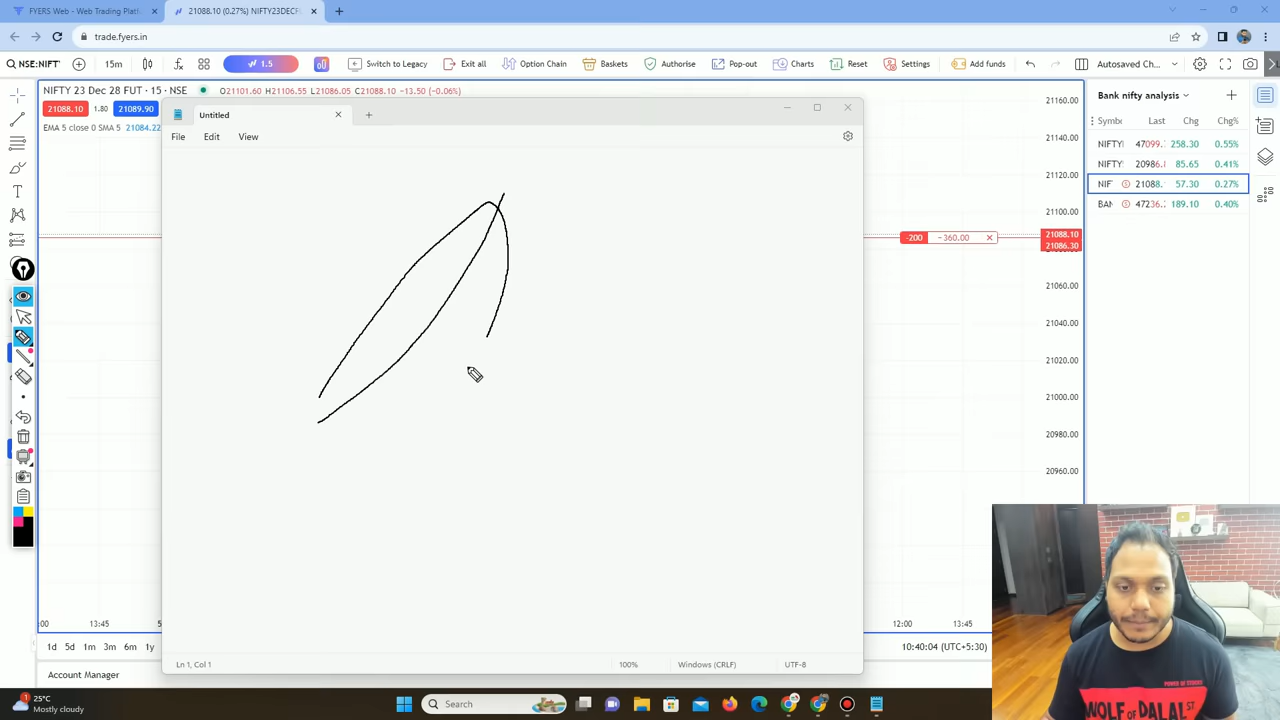 FYERS - Web Trading Platf
21088.10 (0.27%) NIFTY23DECFU
trade.fyers.in
NSE:NIFT
15m
1.5
Switch to Legacy
Exit all
Option Chain
Baskets
Authorise
Pop-out
Charts
Reset
Settings
Add funds
Autosaved Ch...
NIFTY 23 Dec 28 FUT · 15 · NSE
O21101.60 H21106.55 L21086.05 C21088.10 −13.50 (−0.06%)
21088.10
1.80
21089.90
EMA 5 close 0 SMA 5 21084.22
Untitled
File
Edit
View
21160.00
21140.00
21120.00
21100.00
21088.10
21086.30
21060.00
21040.00
21020.00
21000.00
20980.00
20960.00
-200
−360.00
Bank nifty analysis
Symbo
Last
Chg
Chg%
NIFTY
47099.
258.30
0.55%
NIFTY
20986.
85.65
0.41%
NIF
21088.
57.30
0.27%
BAN
47236.
189.10
0.40%
:00
13:45
12:00
13:45
1d
5d
1m
3m
6m
1y
10:40:04 (UTC+5:30)
Ln 1, Col 1
100%
Windows (CRLF)
UTF-8
Account Manager
POWER OF STOCKS
WOLF OF DALAL ST
25°C
Mostly cloudy
Search